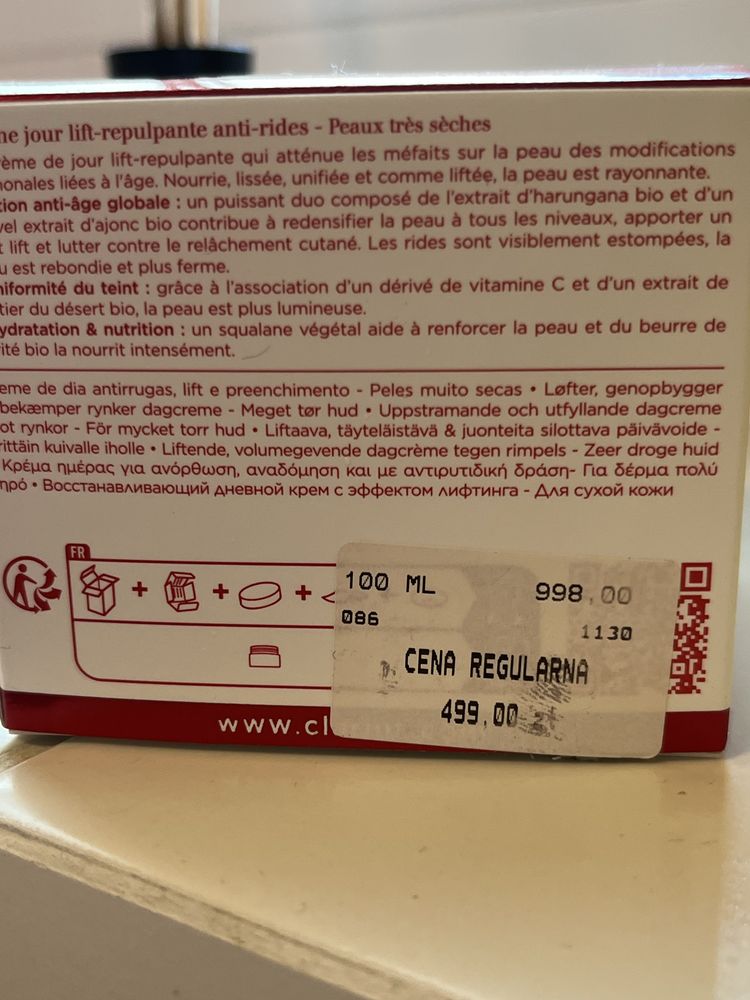 ne jour lift-repulpante anti-rides - Peaux très sèches
ème de jour lift-repulpante qui atténue les méfaits sur la peau des modifications
onales liées à l'âge. Nourrie, lissée, unifiée et comme liftée, la peau est rayonnante.
tion anti-âge globale : un puissant duo composé de l'extrait d'harungana bio et d'un
vel extrait d'ajonc bio contribue à redensifier la peau à tous les niveaux, apporter un
t lift et lutter contre le relâchement cutané. Les rides sont visiblement estompées, la
u est rebondie et plus ferme.
niformité du teint : grâce à l'association d'un dérivé de vitamine C et d'un extrait de
tier du désert bio, la peau est plus lumineuse.
ydratation & nutrition : un squalane végétal aide à renforcer la peau et du beurre de
ité bio la nourrit intensément.
eme de dia antirrugas, lift e preenchimento - Peles muito secas • Løfter, genopbygger
bekæmper rynker dagcreme - Meget tør hud • Uppstramande och utfyllande dagcreme
ot rynkor - För mycket torr hud • Liftaava, täyteläistävä & juonteita silottava päivävoide -
rittäin kuivalle iholle • Liftende, volumegevende dagcrème tegen rimpels - Zeer droge huid
Κρέμα ημέρας για ανόρθωση, αναδόμηση και με αντιρυτιδική δράση- Για δέρμα πολύ
ηρό • Восстанавливающий дневной крем с эффектом лифтинга - Для сухой кожи
FR
+ + +
100 ML 998,00
086 1130
CENA REGULARNA
499,00 zł
www.cl